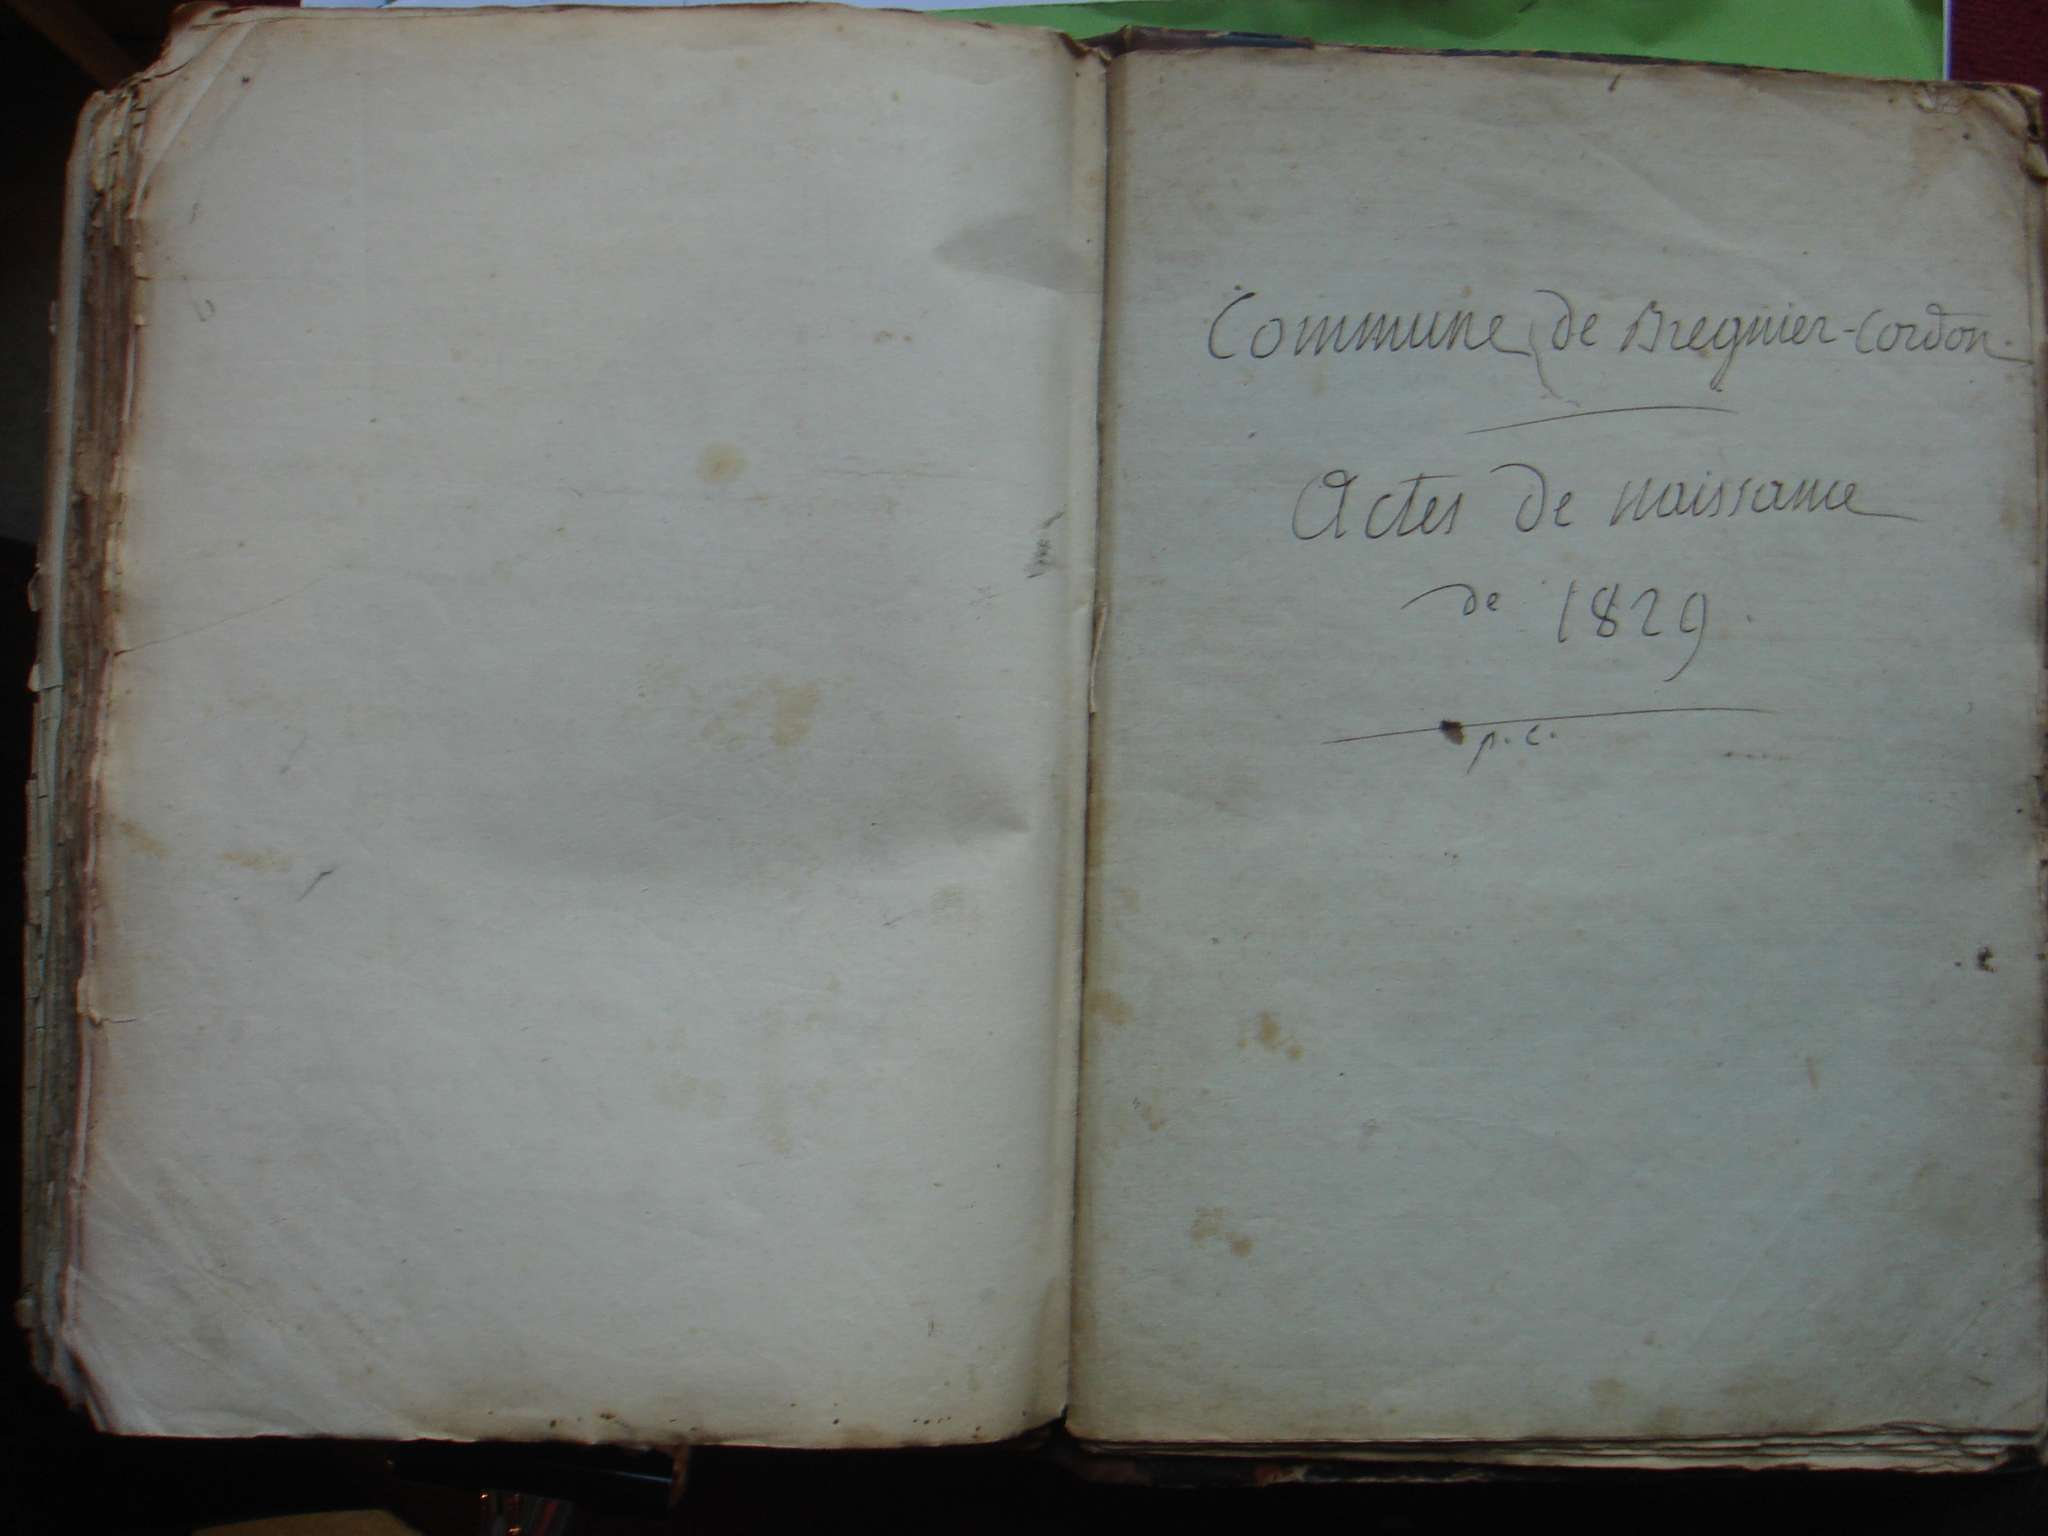 Commune de Bregnier-Cordon.
Actes de naissance
de 1829.
p. c.